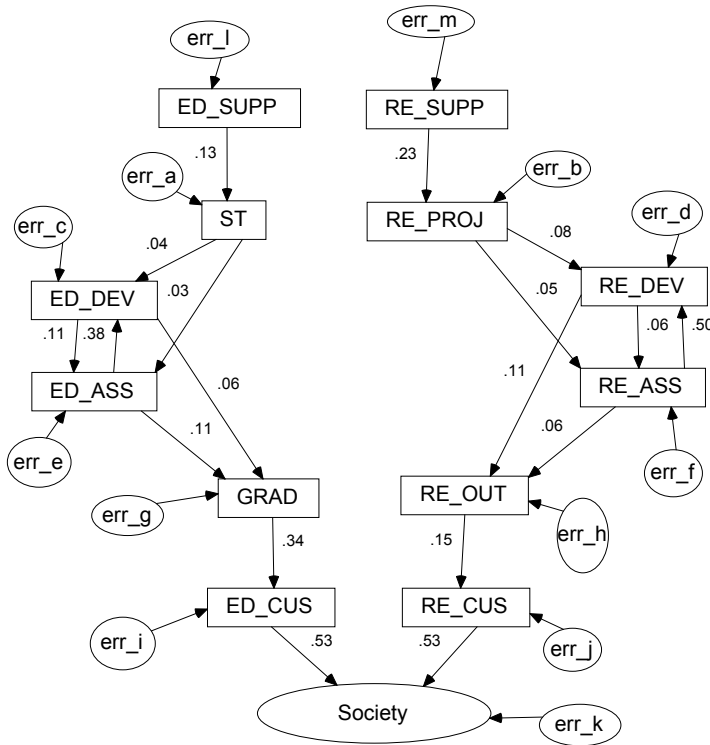 err_l
err_m
ED_SUPP
RE_SUPP
.13
.23
err_a
err_b
ST
RE_PROJ
err_c
err_d
.04
.08
ED_DEV
.03
.05
RE_DEV
.11
.38
.06
.50
.06
.11
ED_ASS
RE_ASS
.11
.06
err_e
err_f
GRAD
RE_OUT
err_g
err_h
.34
.15
ED_CUS
RE_CUS
err_i
err_j
.53
.53
Society
err_k